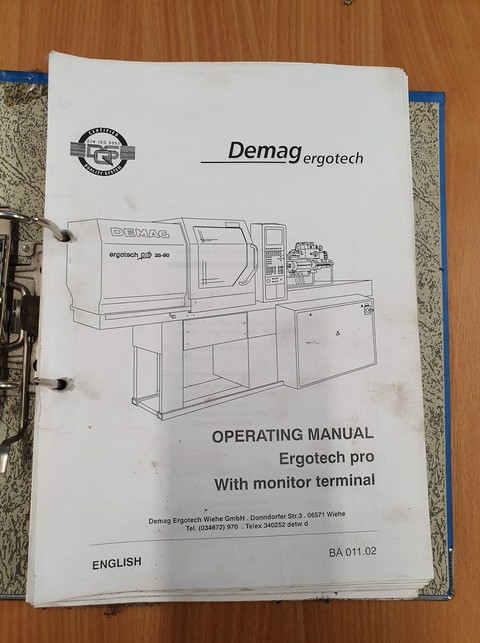 CERTIFIED
DIN ISO 9001
DQS
QUALITY SYSTEM
Demag ergotech
DEMAG
ergotech pro 25-80
OPERATING MANUAL
Ergotech pro
With monitor terminal
Demag Ergotech Wiehe GmbH . Donndorfer Str.3 . 06571 Wiehe
Tel. (034672) 970 . Telex 340252 detw d
ENGLISH
BA 011.02